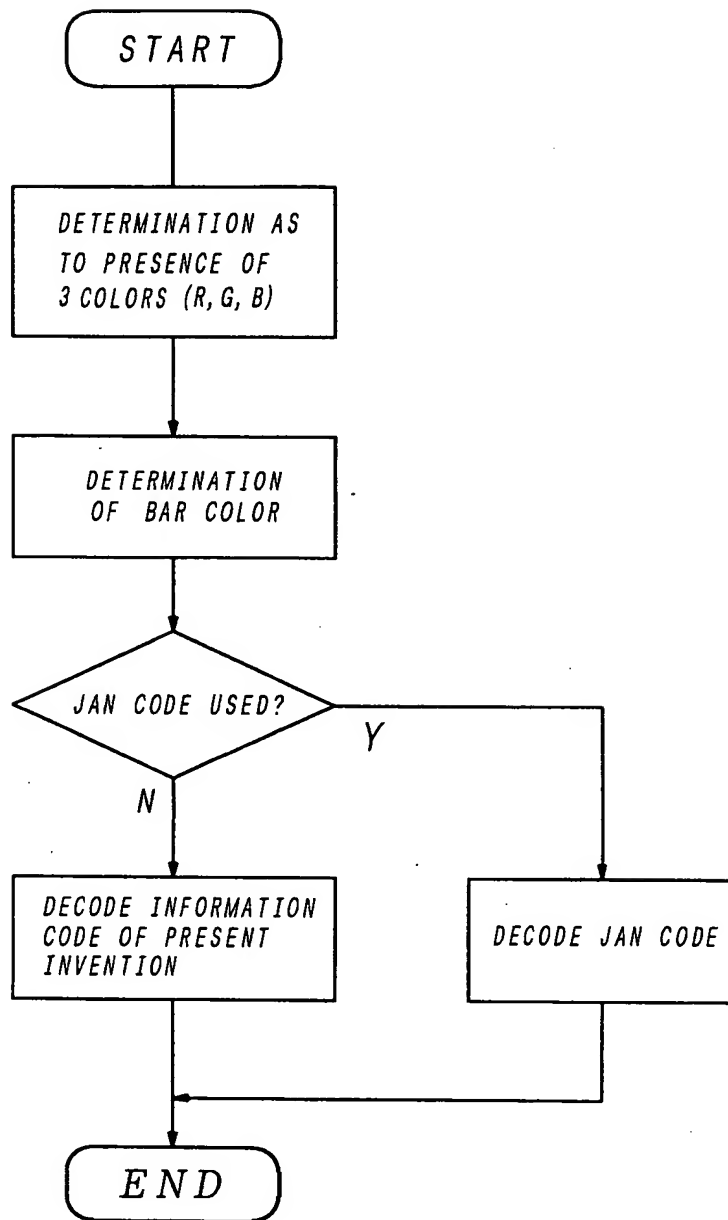 START
DETERMINATION AS
TO PRESENCE OF
3 COLORS (R, G, B)
DETERMINATION
OF BAR COLOR
JAN CODE USED?
Y
N
DECODE INFORMATION
CODE OF PRESENT
INVENTION
DECODE JAN CODE
END